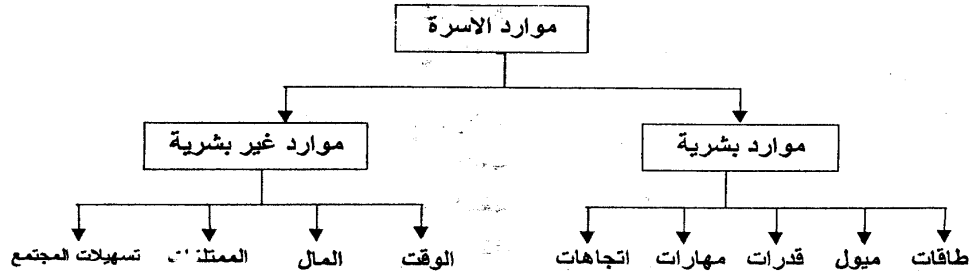 موارد الاسرة
موارد بشرية
موارد غير بشرية
طاقات ميول قدرات مهارات اتجاهات
الوقت المال تسهيلات المجتمع